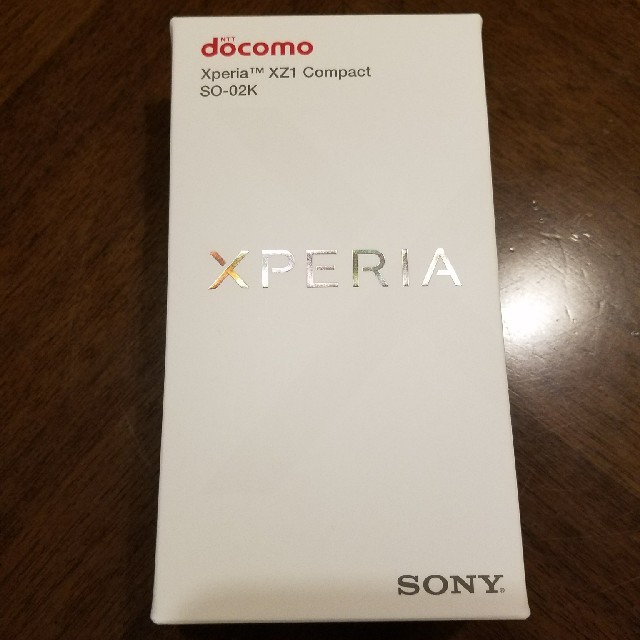 NTT
docomo
Xperia™ XZ1 Compact
SO-02K
XPERIA
SONY